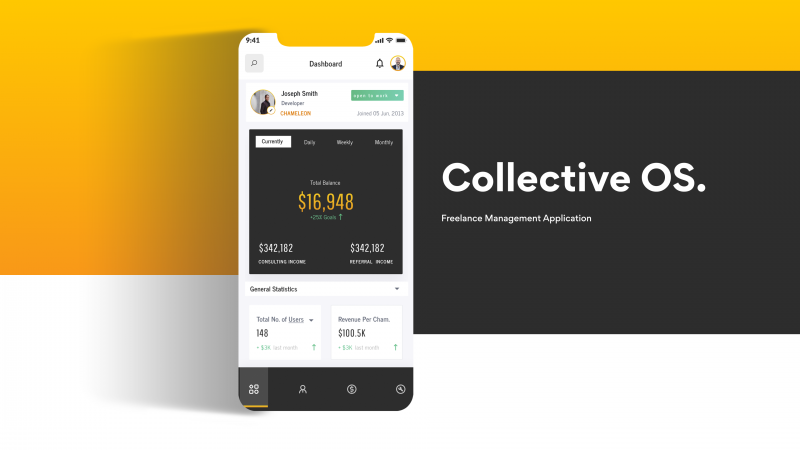 9:41
Dashboard
Joseph Smith
open to work
Developer
CHAMELEON
Joined 09 Jun, 2013
Currently Daily Weekly Monthly
Total Balance
$16,948
+25% Goals ↑
$342,182 $342,182
CONSULTING INCOME REFERRAL INCOME
General Statistics
Total No. of Users Revenue Per Cham.
148 $100.5K
+ $3K last month ↑ + $3K last month ↑
Collective OS.
Freelance Management Application